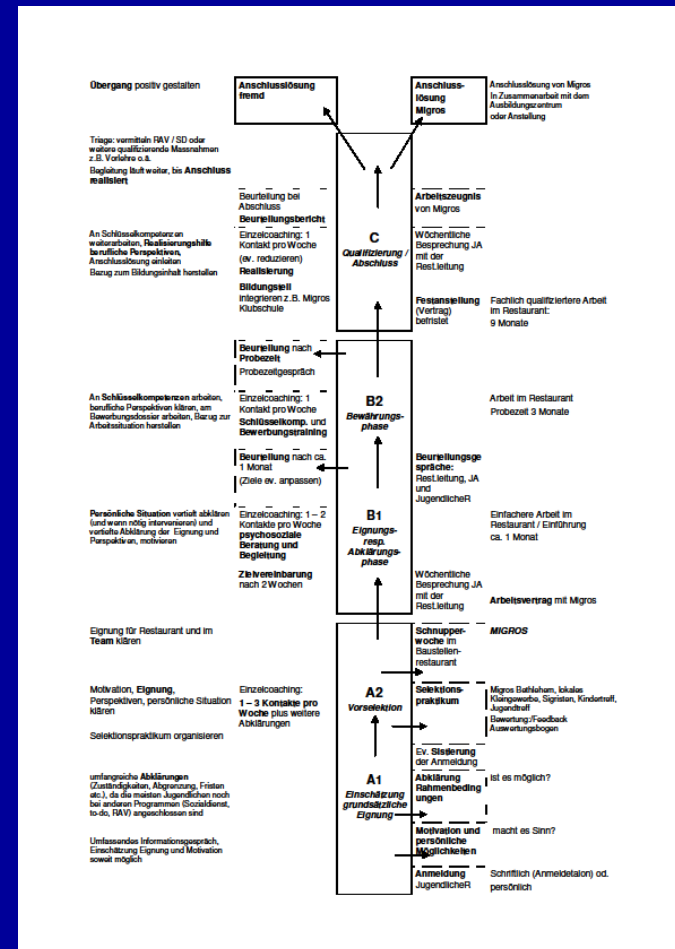 Übergang positiv gestalten
Anschlusslösung
fremd
Anschluss-
lösung
Migros
Anschlusslösung von Migros
In Zusammenarbeit mit dem
Ausbildungszentrum
oder Anstellung
Triage: vermitteln RAV / SD oder
weitere qualifizierende Massnahmen
z.B. Vorlehre o.ä.
Begleitung läuft weiter, bis Anschluss
realisiert
Beurteilung bei
Abschluss
Beurteilungsbericht
Arbeitszeugnis
von Migros
C
Qualifizierung /
Abschluss
An Schlüsselkompetenzen
weiterarbeiten, Realisierungshilfe
berufliche Perspektiven,
Anschlusslösung einleiten
Bezug zum Bildungsinhalt herstellen
Einzelcoaching: 1
Kontakt pro Woche
(ev. reduzieren)
Realisierung
Bildungsteil
integrieren z.B. Migros
Klubschule
Wöchentliche
Besprechung JA
mit der
Rest.leitung
Festanstellung
(Vertrag)
befristet
Fachlich qualifiziertere Arbeit
im Restaurant:
9 Monate
Beurteilung nach
Probezeit
Probezeitgespräch
B2
Bewährungs-
phase
An Schlüsselkompetenzen arbeiten,
berufliche Perspektiven klären, am
Bewerbungsdossier arbeiten, Bezug zur
Arbeitssituation herstellen
Einzelcoaching: 1
Kontakt pro Woche
Schlüsselkomp. und
Bewerbungstraining
Arbeit im Restaurant
Probezeit 3 Monate
Beurteilung nach ca.
1 Monat
(Ziele ev. anpassen)
Beurteilungsge
spräche:
Rest.leitung, JA
und
JugendlicheR
B1
Eignungs-
resp.
Abklärungs-
phase
Persönliche Situation vertieft abklären
(und wenn nötig intervenieren) und
vertiefte Abklärung der Eignung und
Perspektiven, motivieren
Einzelcoaching: 1 – 2
Kontakte pro Woche
psychosoziale
Beratung und
Begleitung
Zielvereinbarung
nach 2 Wochen
Einfachere Arbeit im
Restaurant / Einführung
ca. 1 Monat
Wöchentliche
Besprechung JA
mit der
Rest.leitung
Arbeitsvertrag mit Migros
Eignung für Restaurant und im
Team klären
Schnupper-
woche im
Baustellen-
restaurant
MIGROS
A2
Vorselektion
Motivation, Eignung,
Perspektiven, persönliche Situation
klären
Selektionspraktikum organisieren
Einzelcoaching:
1 – 3 Kontakte pro
Woche plus weitere
Abklärungen
Selektions-
praktikum
Migros Bethlehem, lokales
Kleingewerbe, Sigristen, Kindertreff,
Jugendtreff
Bewertung:/Feedback
Auswertungsbogen
Ev. Sistierung
der Anmeldung
A1
Einschätzung
grundsätzliche
Eignung
umfangreiche Abklärungen
(Zuständigkeiten, Abgrenzung, Fristen
etc.), da die meisten Jugendlichen noch
bei anderen Programmen (Sozialdienst,
to-do, RAV) angeschlossen sind
Abklärung
Rahmenbeding
ungen
ist es möglich?
Umfassendes Informationsgespräch,
Einschätzung Eignung und Motivation
soweit möglich
Motivation und
persönliche
Möglichkeiten
macht es Sinn?
Anmeldung
JugendlicheR
Schriftlich (Anmeldetalon) od.
persönlich